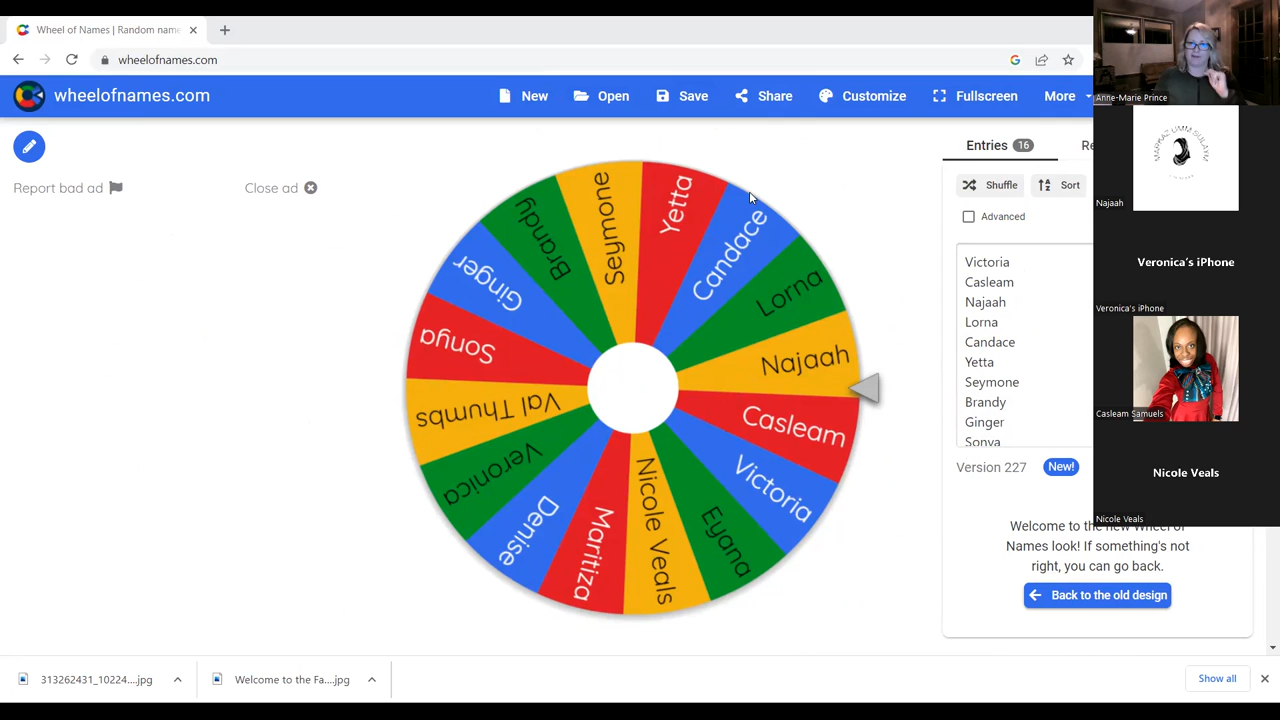 Wheel of Names | Random name
wheelofnames.com
wheelofnames.com
New
Open
Save
Share
Customize
Fullscreen
More
Report bad ad
Close ad
Entries 16
Re
Shuffle
Sort
Advanced
Victoria
Casleam
Najaah
Lorna
Candace
Yetta
Seymone
Brandy
Ginger
Sonya
Version 227
New!
Welcome to the new Wheel of
Names look! If something's not
right, you can go back.
Back to the old design
Yetta
Candace
Lorna
Najaah
Casleam
Victoria
Eyana
Nicole Veals
Maritiza
Denise
Veronica
Val Thumbs
Sonya
Ginger
Brandy
Seymone
Anne-Marie Prince
MARKAZ UMM SULAYM
Najaah
Veronica's iPhone
Veronica's iPhone
Casleam Samuels
Nicole Veals
Nicole Veals
313262431_10224....jpg
Welcome to the Fa....jpg
Show all